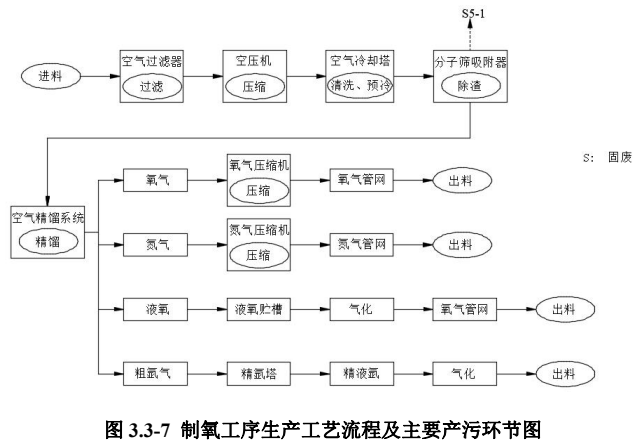 S5-1
空气过滤器
空压机
空气冷却塔
分子筛吸附器
进料
过滤
压缩
清洗、预冷
除渣
S: 固废
氧气
氧气压缩机
压缩
氧气管网
出料
空气精馏系统
精馏
氮气
氮气压缩机
压缩
氮气管网
出料
液氧
液氧贮槽
气化
氧气管网
出料
粗氩气
精氩塔
精液氩
气化
出料
图 3.3-7 制氧工序生产工艺流程及主要产污环节图